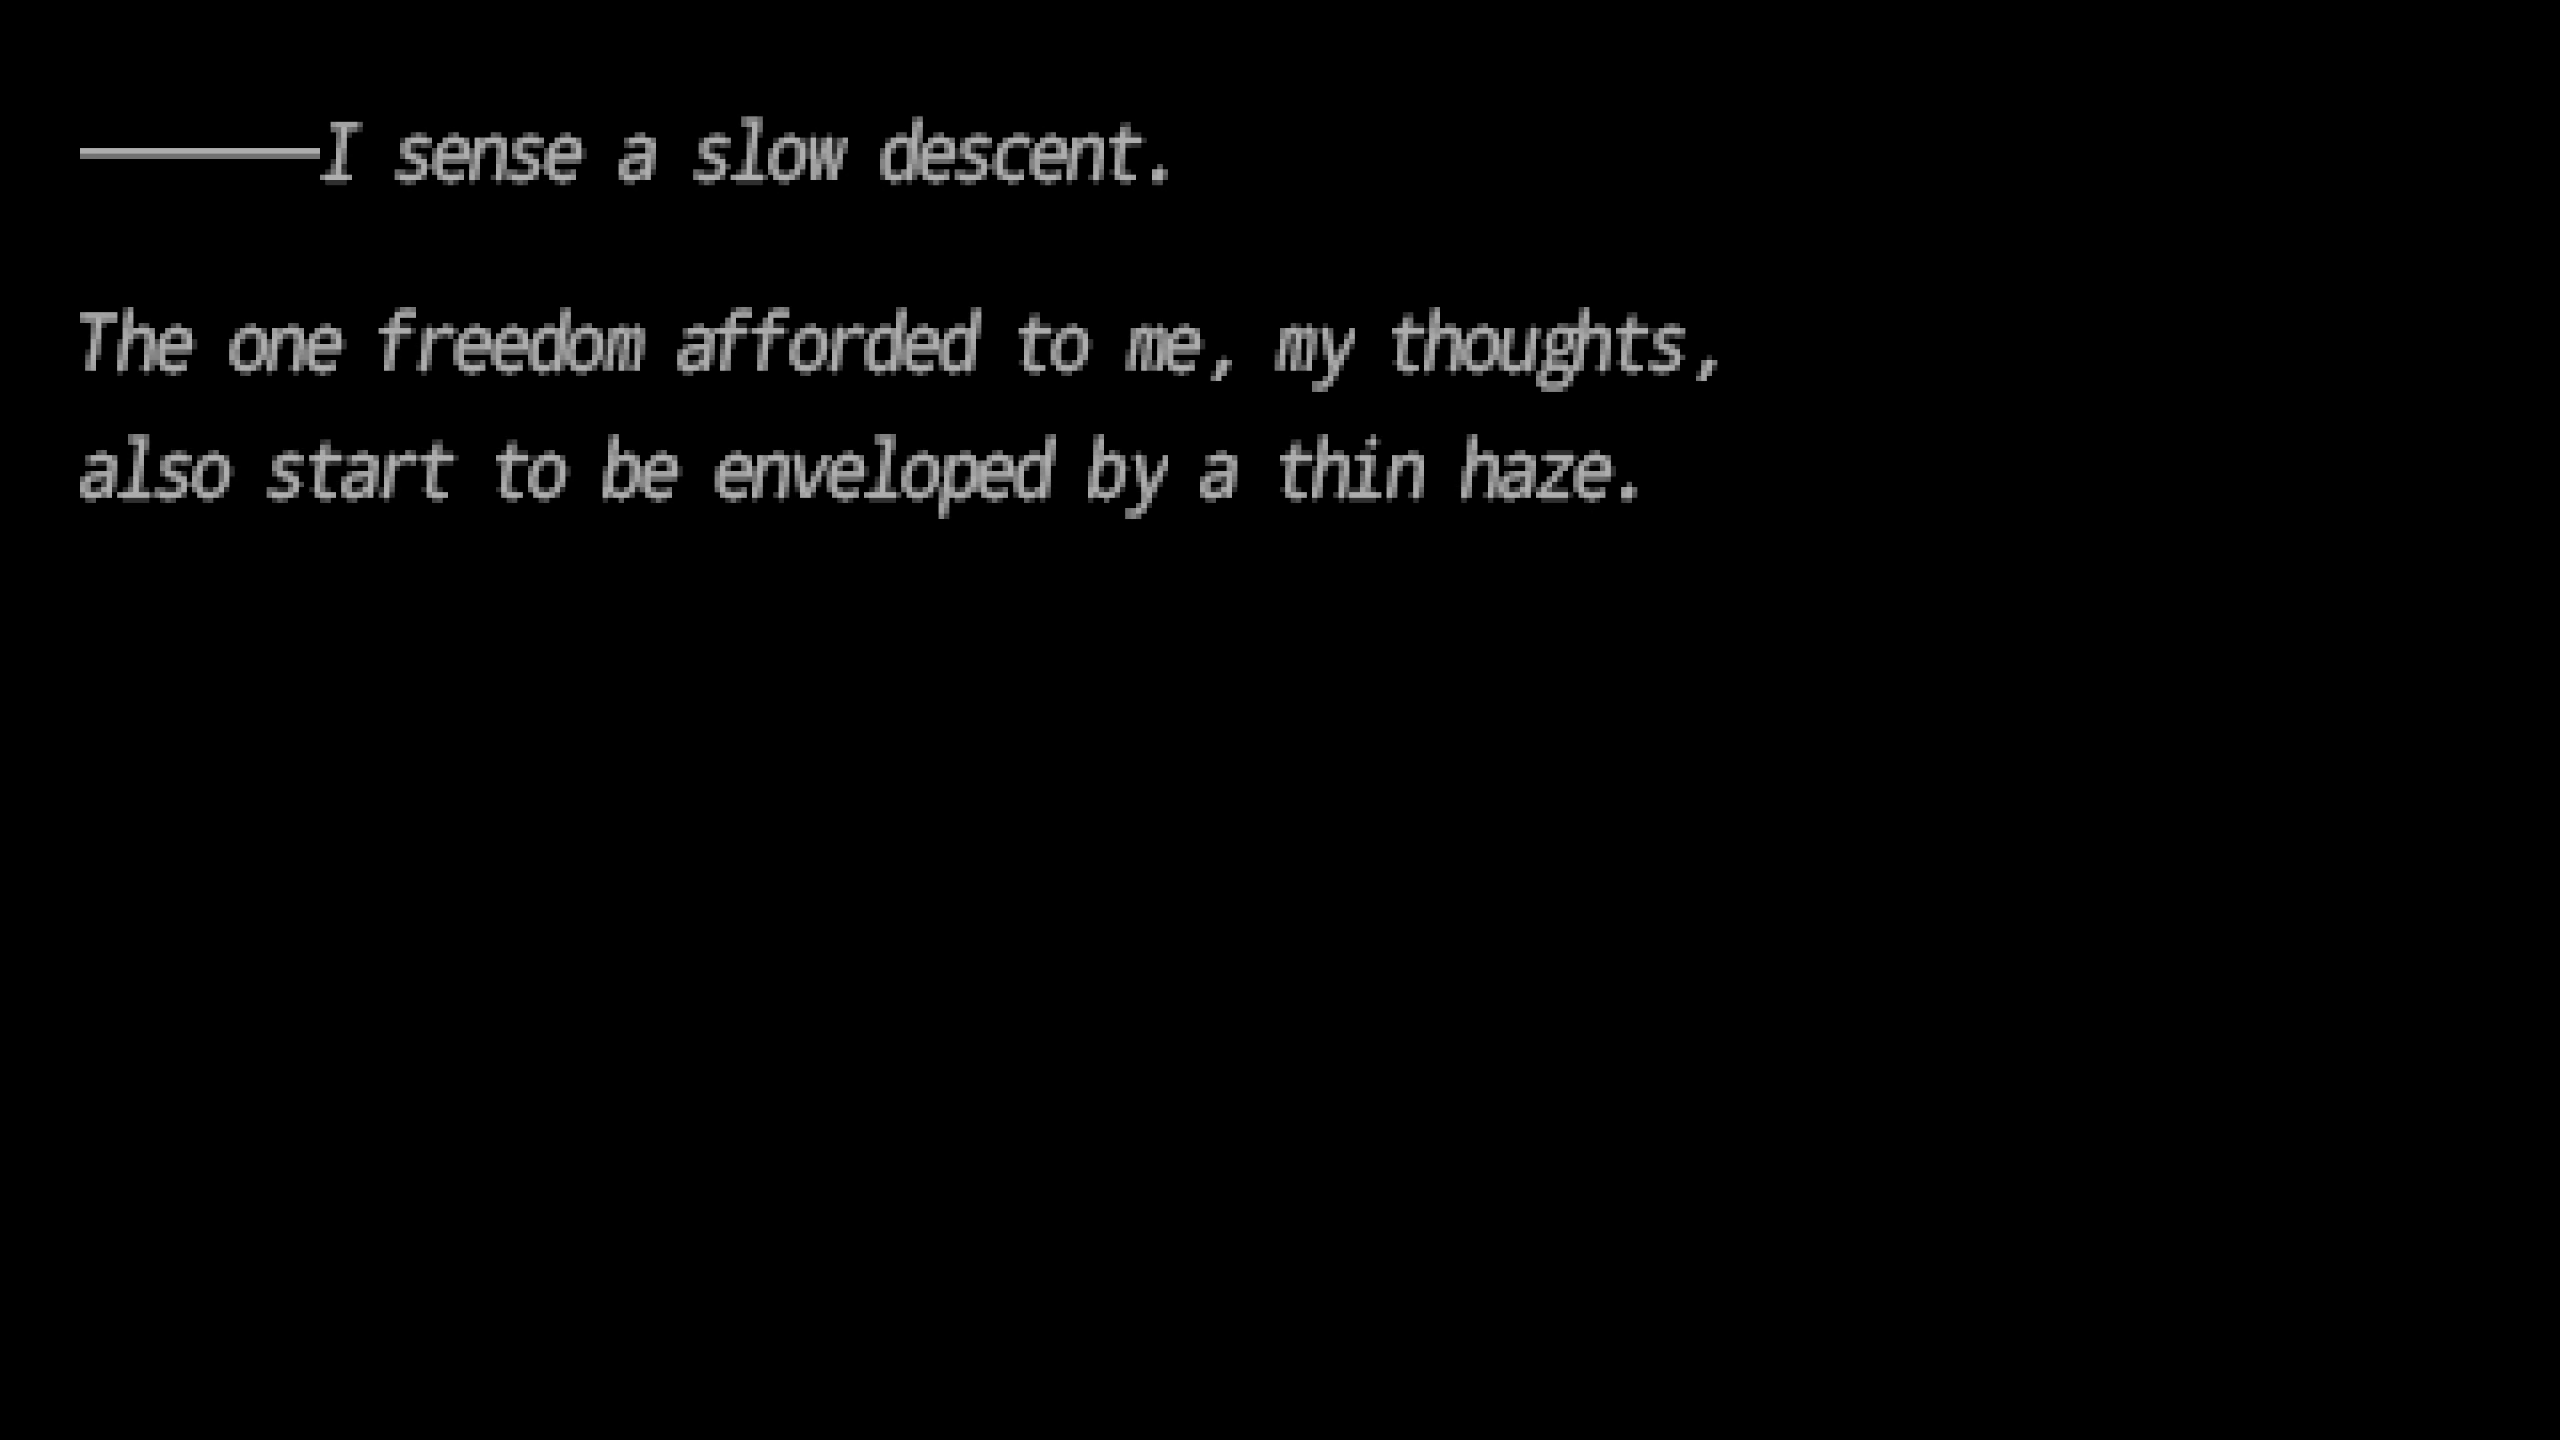 ———I sense a slow descent.
The one freedom afforded to me, my thoughts,
also start to be enveloped by a thin haze.